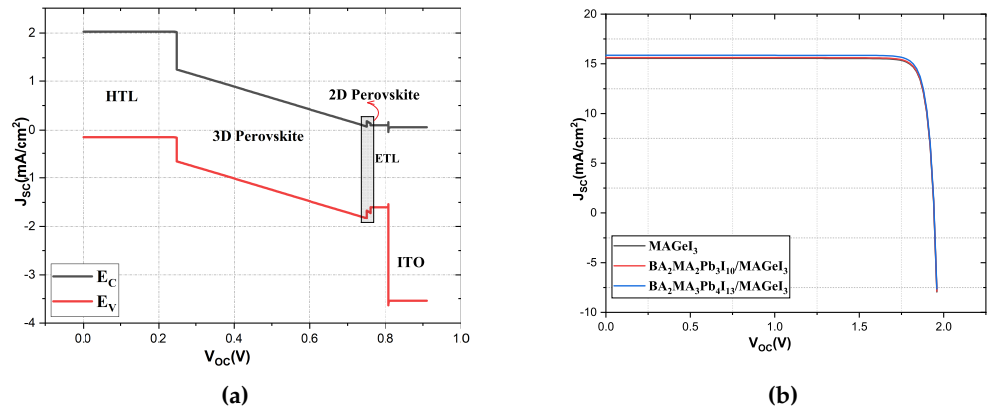 J_SC(mA/cm²)
2
1
0
-1
-2
-3
-4
0.0 0.2 0.4 0.6 0.8 1.0
V_OC(V)
HTL
3D Perovskite
2D Perovskite
ETL
ITO
E_C
E_V
(a)
J_SC(mA/cm²)
20
15
10
5
0
-5
-10
0.0 0.5 1.0 1.5 2.0
V_OC(V)
MAGeI₃
BA₂MA₂Pb₃I₁₀/MAGeI₃
BA₂MA₃Pb₄I₁₃/MAGeI₃
(b)